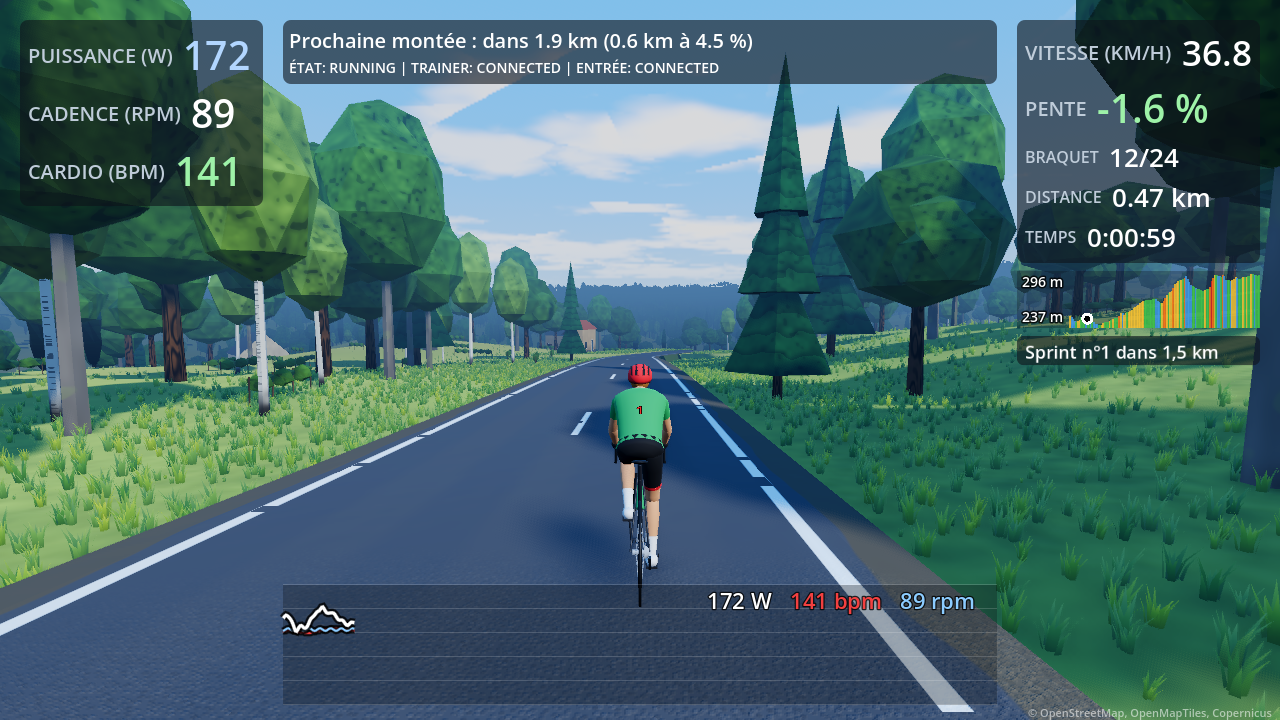 PUISSANCE (W) 172
CADENCE (RPM) 89
CARDIO (BPM) 141
Prochaine montée : dans 1.9 km (0.6 km à 4.5 %)
ÉTAT: RUNNING | TRAINER: CONNECTED | ENTRÉE: CONNECTED
VITESSE (KM/H) 36.8
PENTE -1.6 %
BRAQUET 12/24
DISTANCE 0.47 km
TEMPS 0:00:59
296 m
237 m
Sprint n°1 dans 1,5 km
1
172 W 141 bpm 89 rpm
© OpenStreetMap, OpenMapTiles, Copernicus